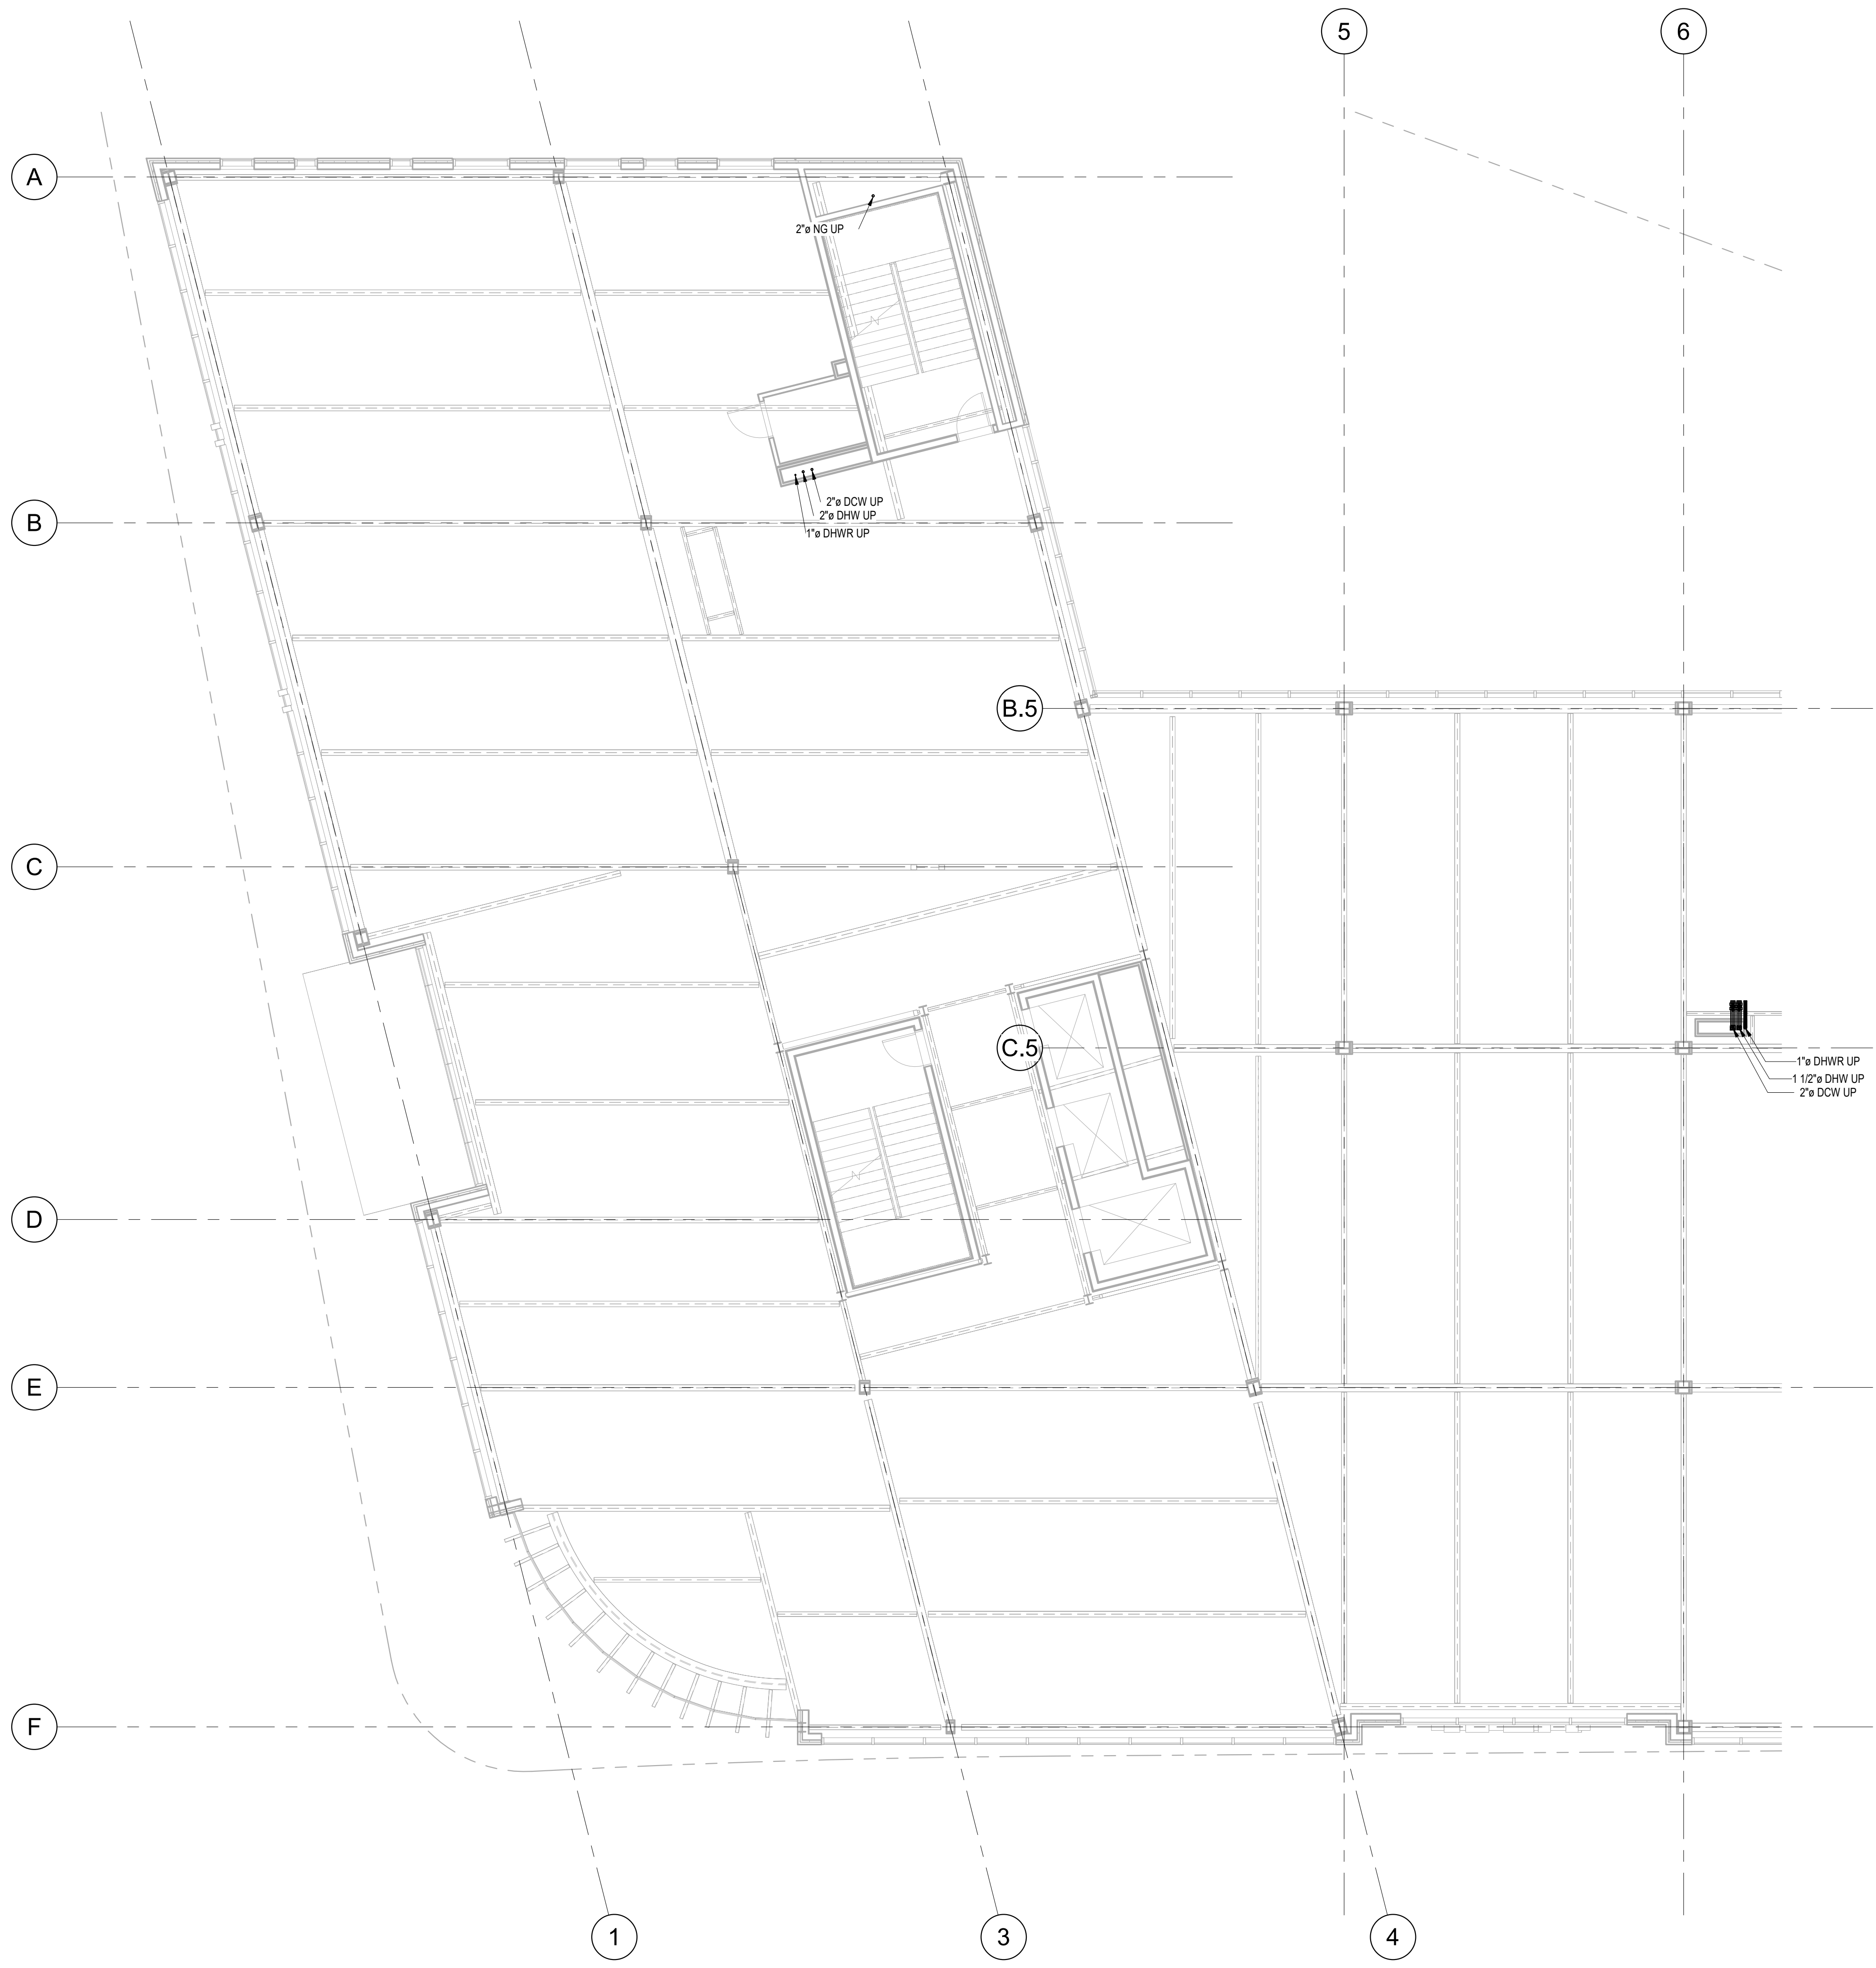 5
6
A
2"ø NG UP
2"ø DCW UP
2"ø DHW UP
B
1"ø DHWR UP
B.5
C
C.5
1"ø DHWR UP
1 1/2"ø DHW UP
2"ø DCW UP
D
E
F
1
3
4